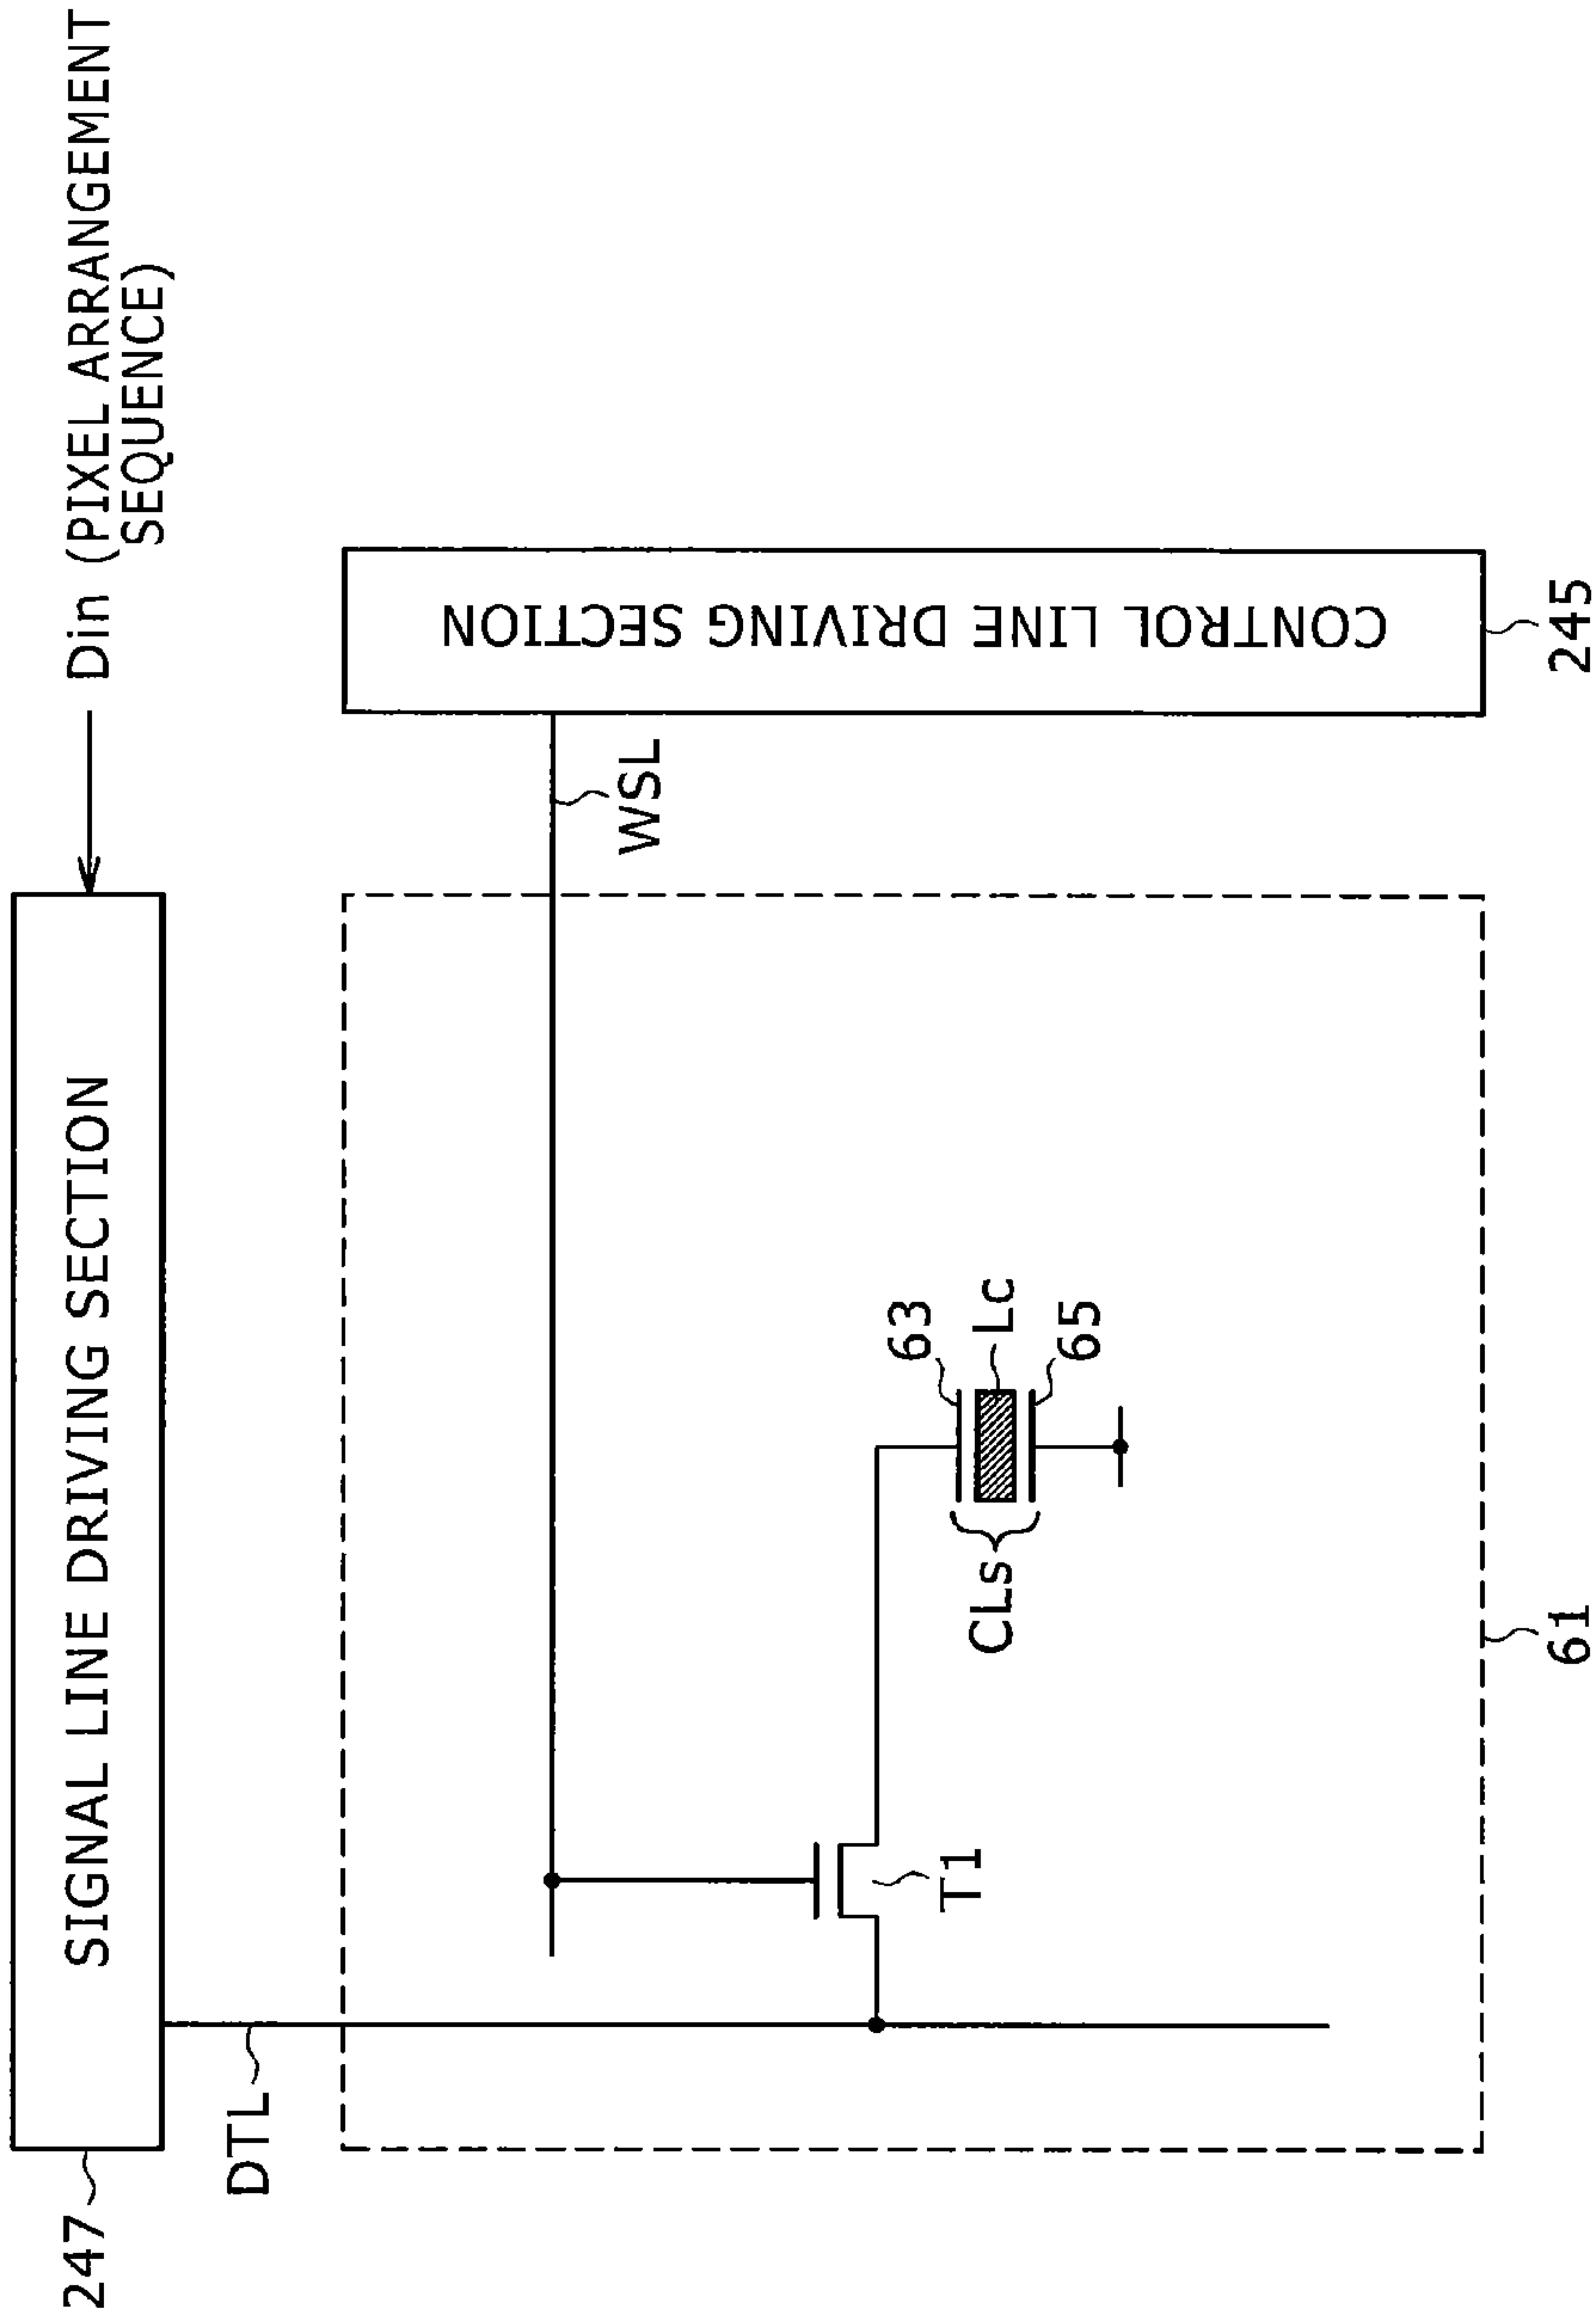 Din (PIXEL ARRANGEMENT
SEQUENCE)
SIGNAL LINE DRIVING SECTION
247
DTL
WSL
CONTROL LINE DRIVING SECTION
245
T1
CLs
63
Lc
65
61